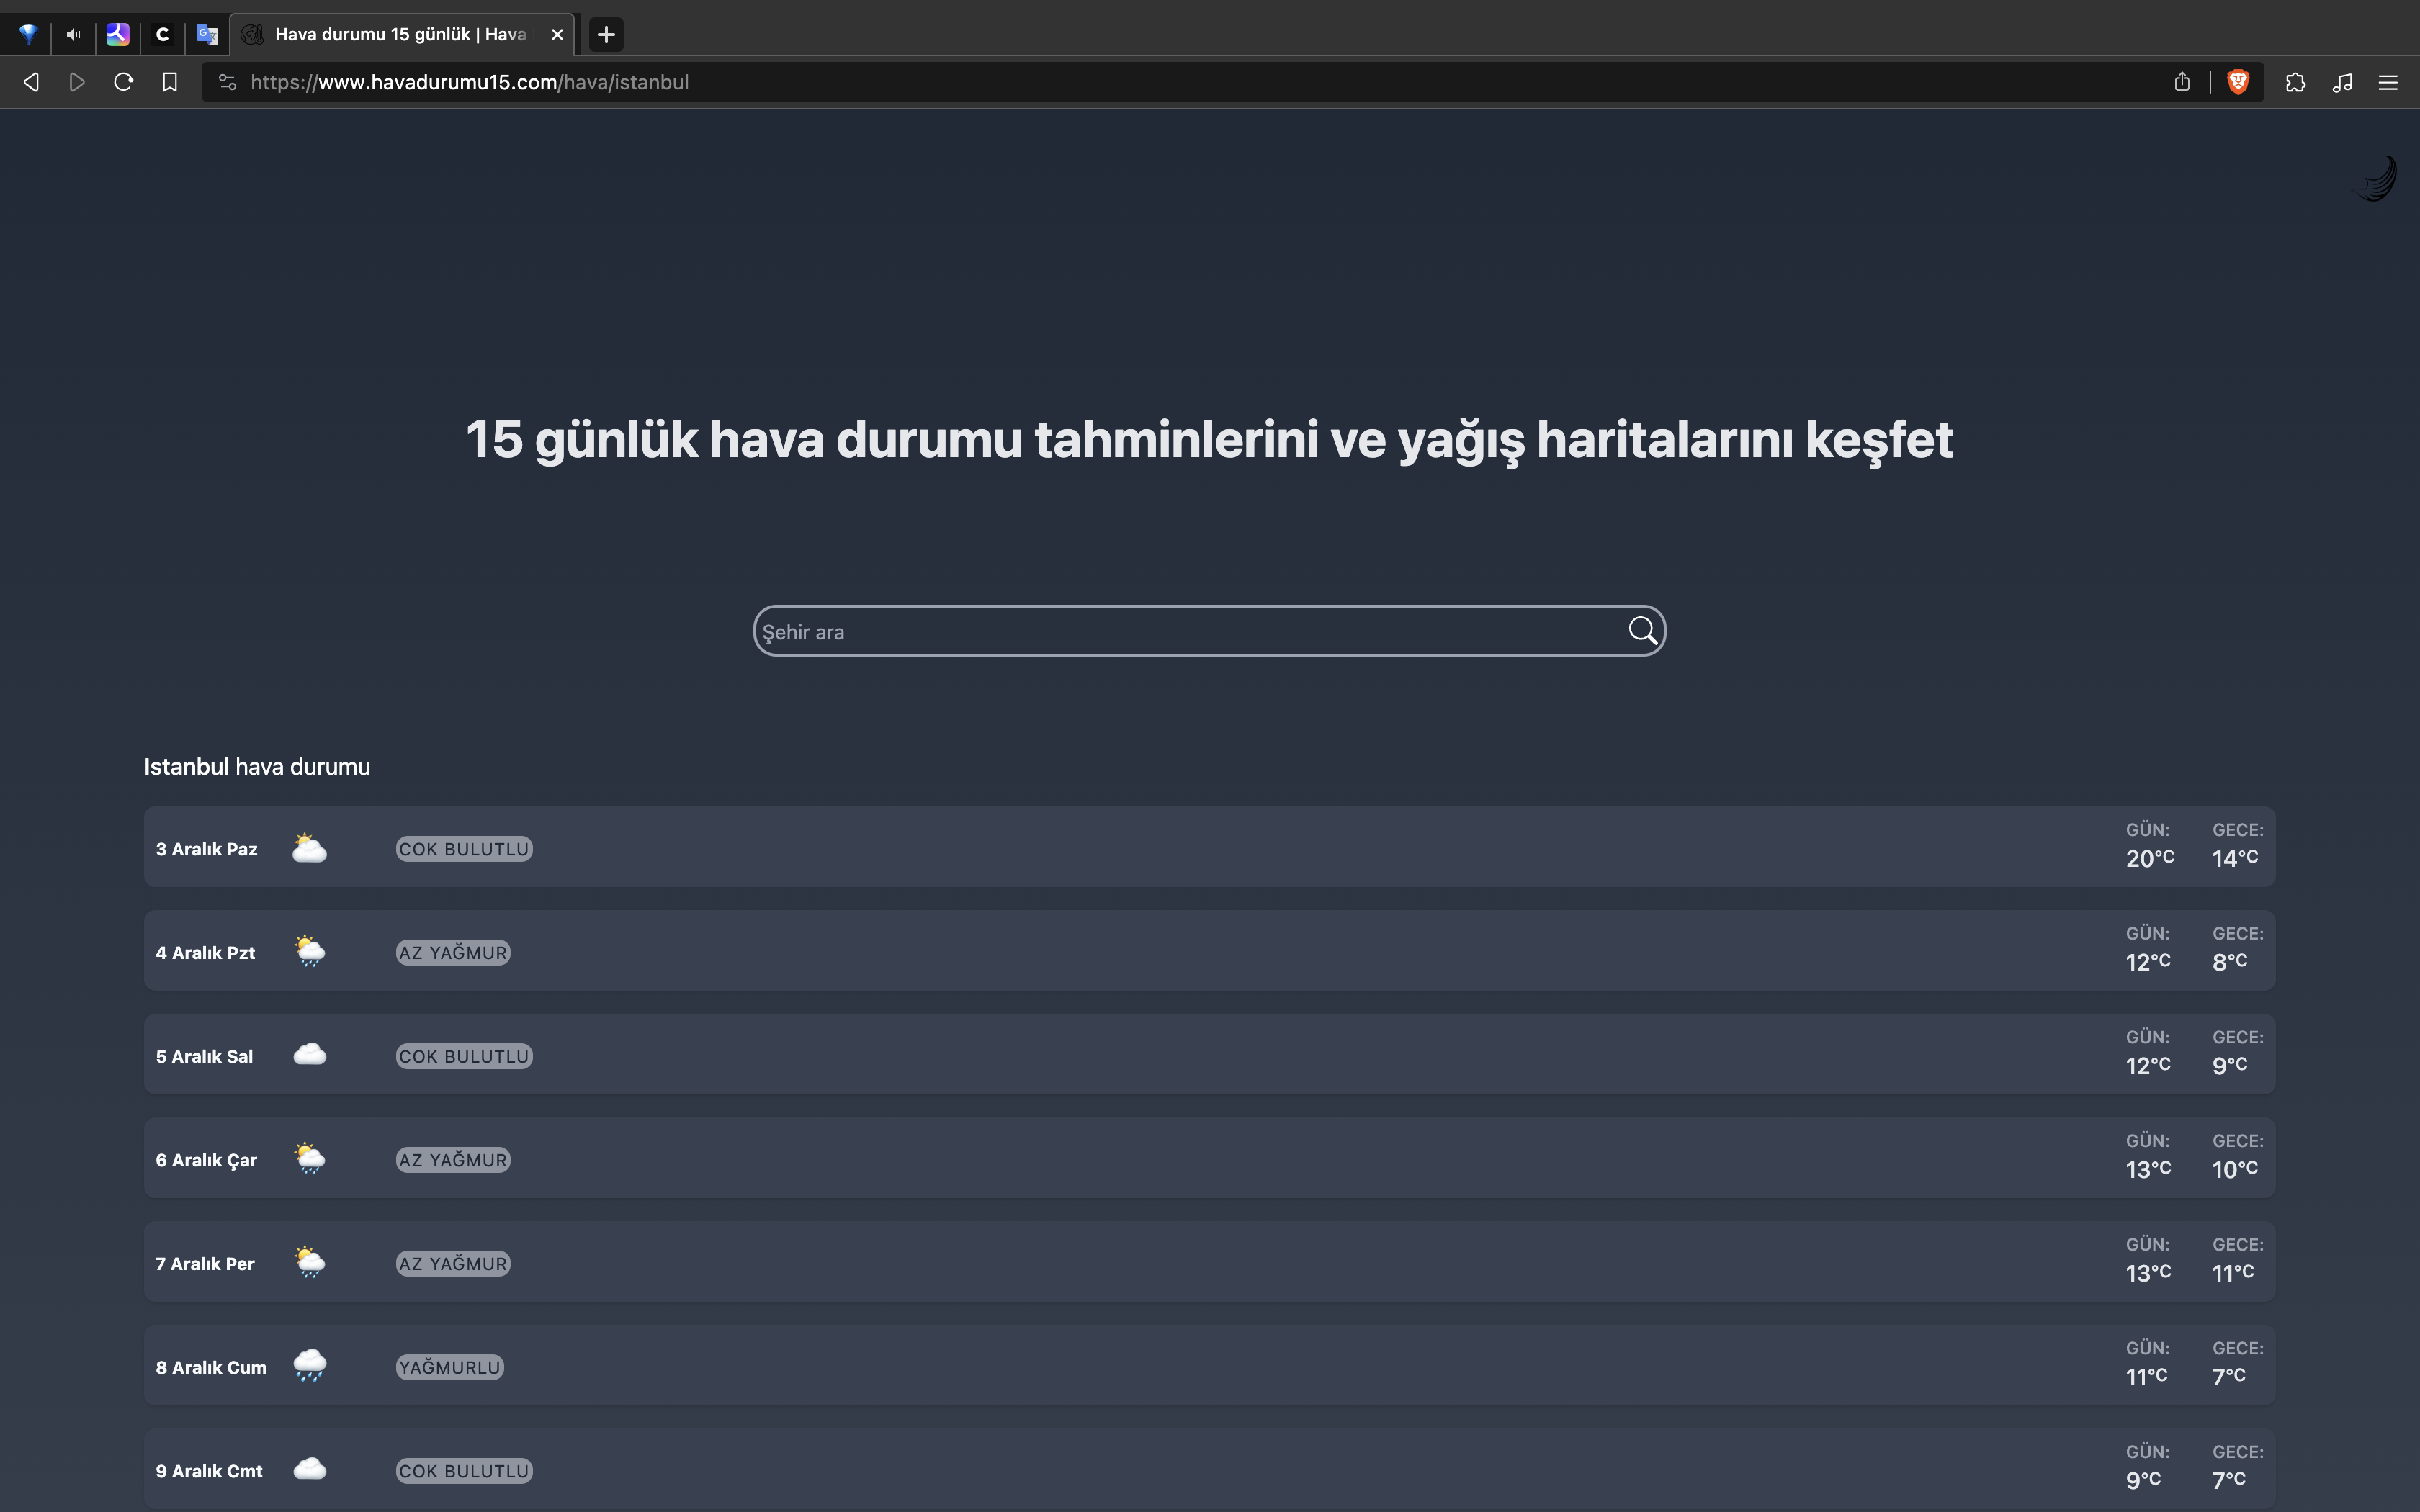 Hava durumu 15 günlük | Hava
https://www.havadurumu15.com/hava/istanbul
15 günlük hava durumu tahminlerini ve yağış haritalarını keşfet
Şehir ara
Istanbul hava durumu
3 Aralık Paz COK BULUTLU GÜN: 20°C GECE: 14°C
4 Aralık Pzt AZ YAĞMUR GÜN: 12°C GECE: 8°C
5 Aralık Sal COK BULUTLU GÜN: 12°C GECE: 9°C
6 Aralık Çar AZ YAĞMUR GÜN: 13°C GECE: 10°C
7 Aralık Per AZ YAĞMUR GÜN: 13°C GECE: 11°C
8 Aralık Cum YAĞMURLU GÜN: 11°C GECE: 7°C
9 Aralık Cmt COK BULUTLU GÜN: 9°C GECE: 7°C